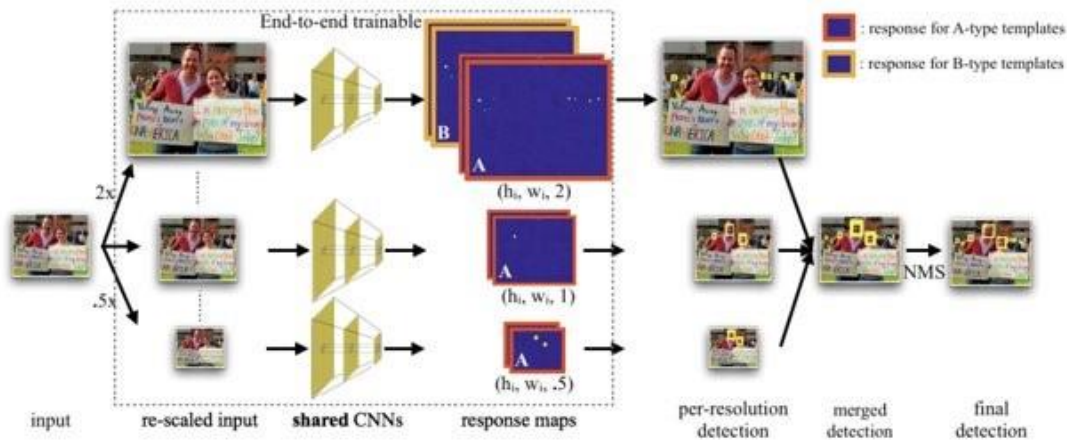 End-to-end trainable
: response for A-type templates
: response for B-type templates
B
A
(hᵢ, wᵢ, 2)
2x
A
(hᵢ, wᵢ, 1)
NMS
.5x
A
(hᵢ, wᵢ, .5)
input
re-scaled input
shared CNNs
response maps
per-resolution
detection
merged
detection
final
detection